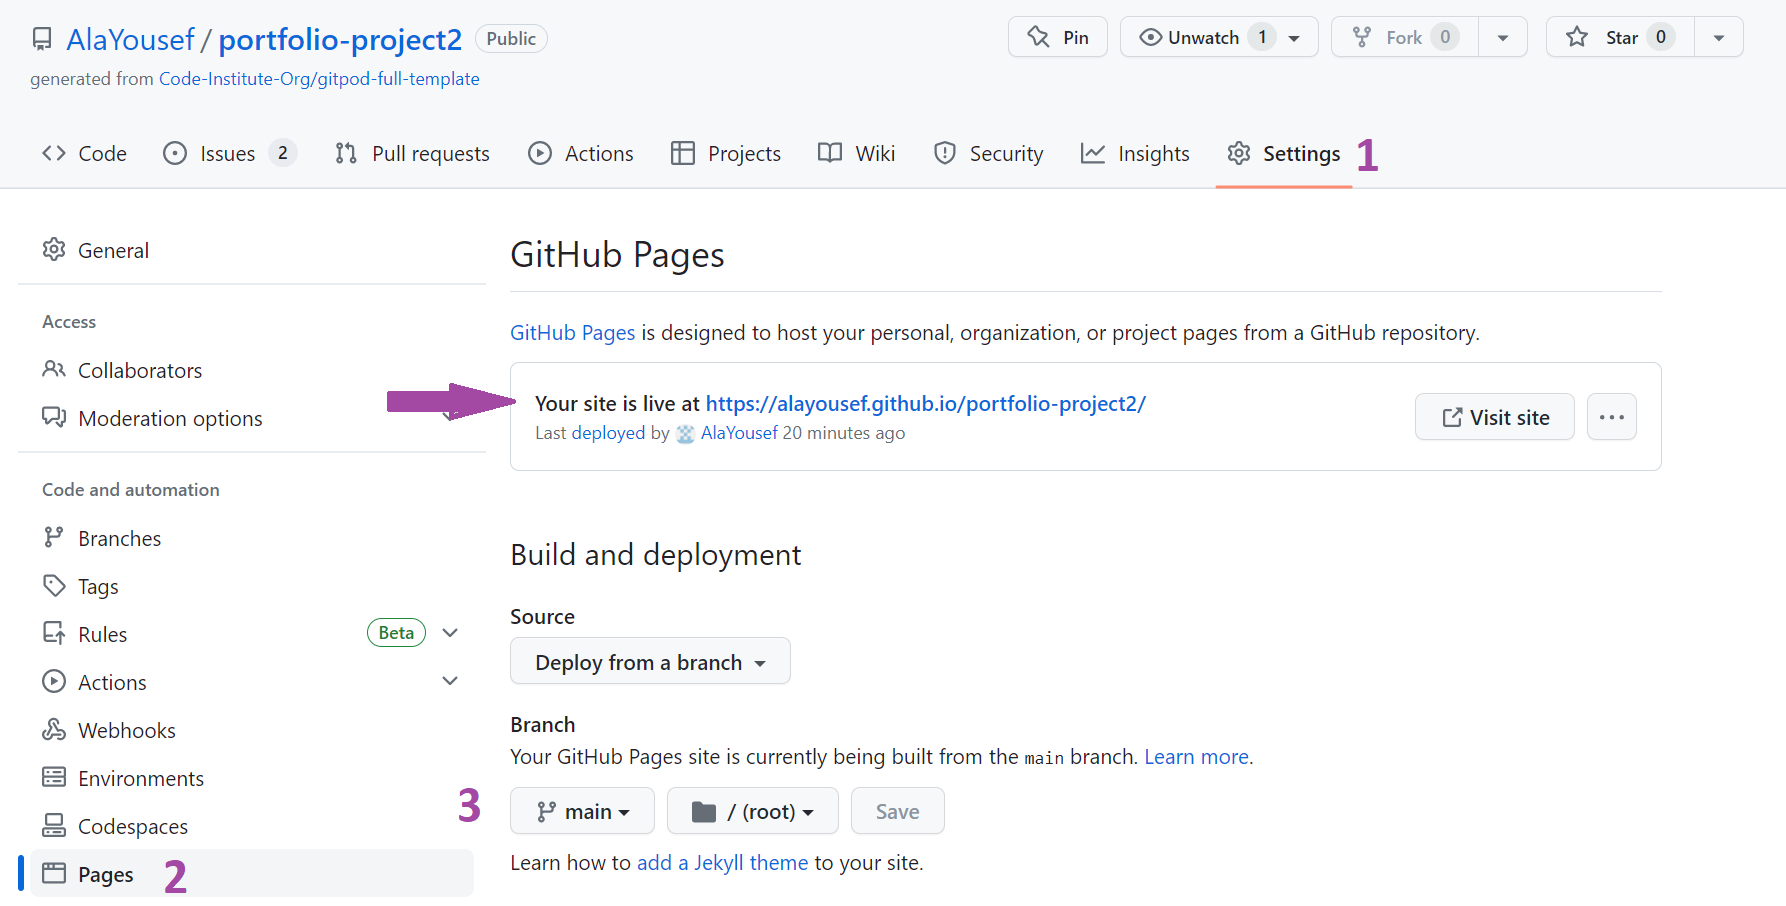 AlaYousef / portfolio-project2 Public
Pin Unwatch 1 Fork 0 Star 0
generated from Code-Institute-Org/gitpod-full-template
Code Issues 2 Pull requests Actions Projects Wiki Security Insights Settings 1
General
Access
Collaborators
Moderation options
Code and automation
Branches
Tags
Rules Beta
Actions
Webhooks
Environments
Codespaces
Pages 2
GitHub Pages
GitHub Pages is designed to host your personal, organization, or project pages from a GitHub repository.
Your site is live at https://alayousef.github.io/portfolio-project2/
Last deployed by AlaYousef 20 minutes ago
Visit site ...
Build and deployment
Source
Deploy from a branch
Branch
Your GitHub Pages site is currently being built from the main branch. Learn more.
3 main / (root) Save
Learn how to add a Jekyll theme to your site.